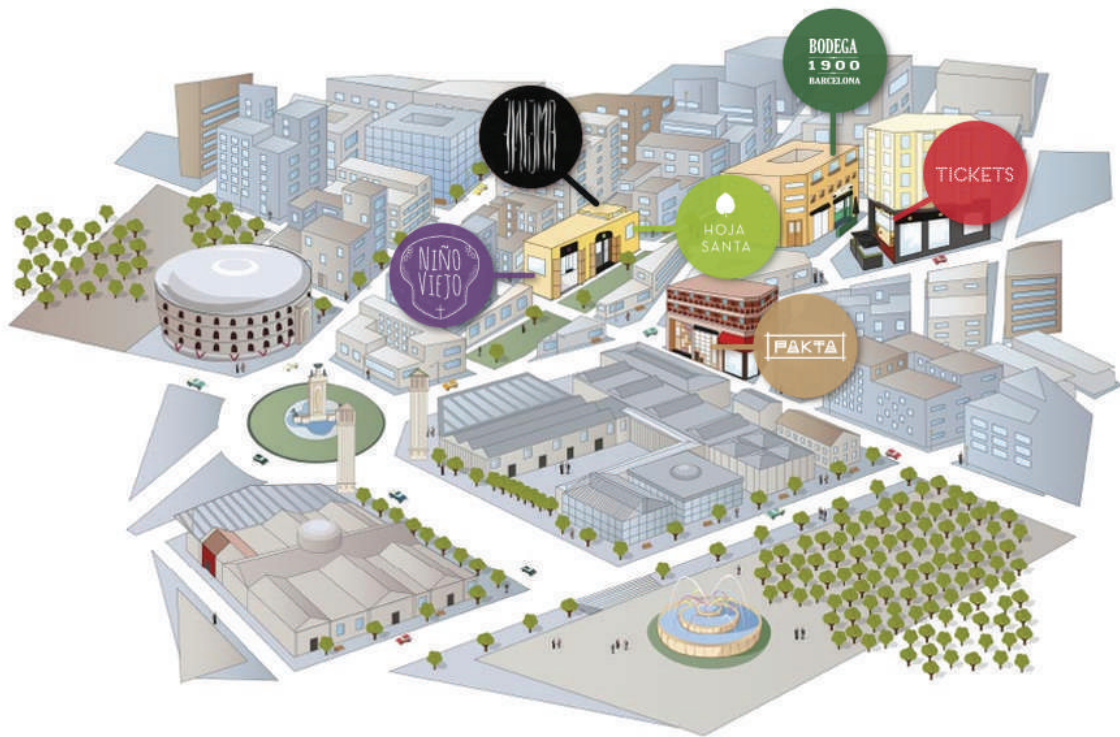 BODEGA
1900
BARCELONA
TICKETS
HOJA
SANTA
NIÑO
VIEJO
PAKTA